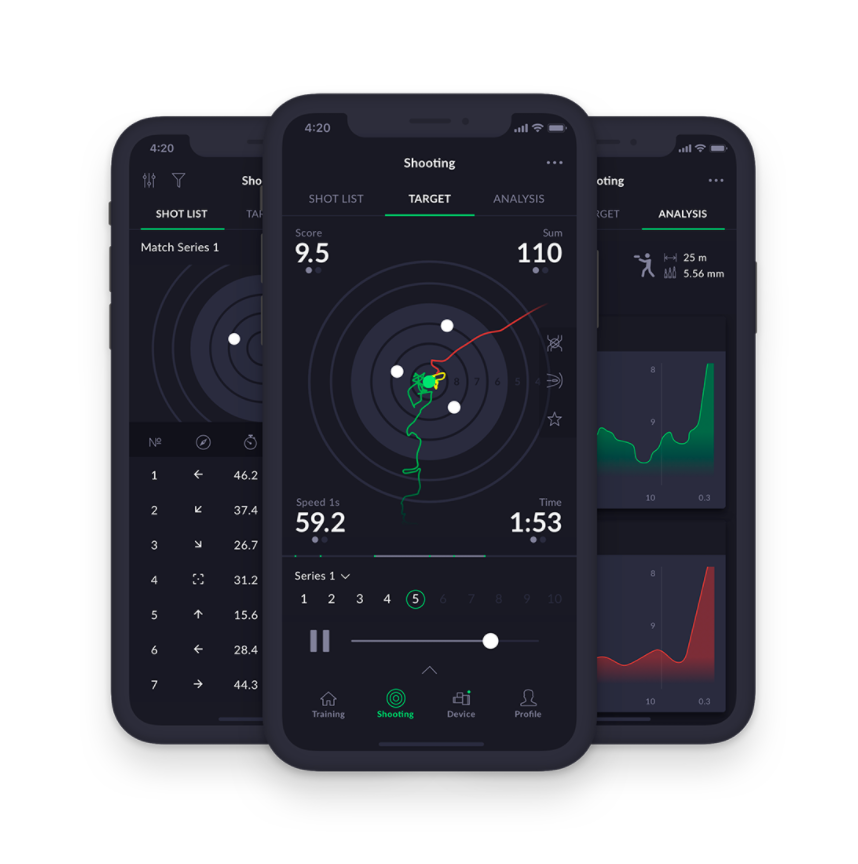 4:20
Sho
SHOT LIST TAR
Match Series 1
Nº
1 ← 46.2
2 ↙ 37.4
3 ↘ 26.7
4 31.2
5 ↑ 15.6
6 ← 28.4
7 → 44.3
4:20
Shooting
SHOT LIST TARGET ANALYSIS
Score Sum
9.5 110
8 7 6 5 4
Speed 1s Time
59.2 1:53
Series 1
1 2 3 4 5 6 7 8 9 10
Training Shooting Device Profile
oting
RGET ANALYSIS
25 m
5.56 mm
8
9
10 0.3
8
9
10 0.3